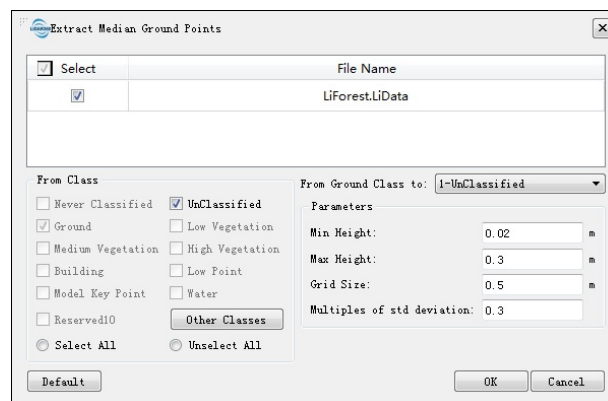 Extract Median Ground Points
Select File Name
LiForest.LiData
From Class
Never Classified UnClassified
Ground Low Vegetation
Medium Vegetation High Vegetation
Building Low Point
Model Key Point Water
Reserved10 Other Classes
Select All Unselect All
From Ground Class to: 1-UnClassified
Parameters
Min Height: 0.02 m
Max Height: 0.3 m
Grid Size: 0.5 m
Multiples of std deviation: 0.3
Default OK Cancel